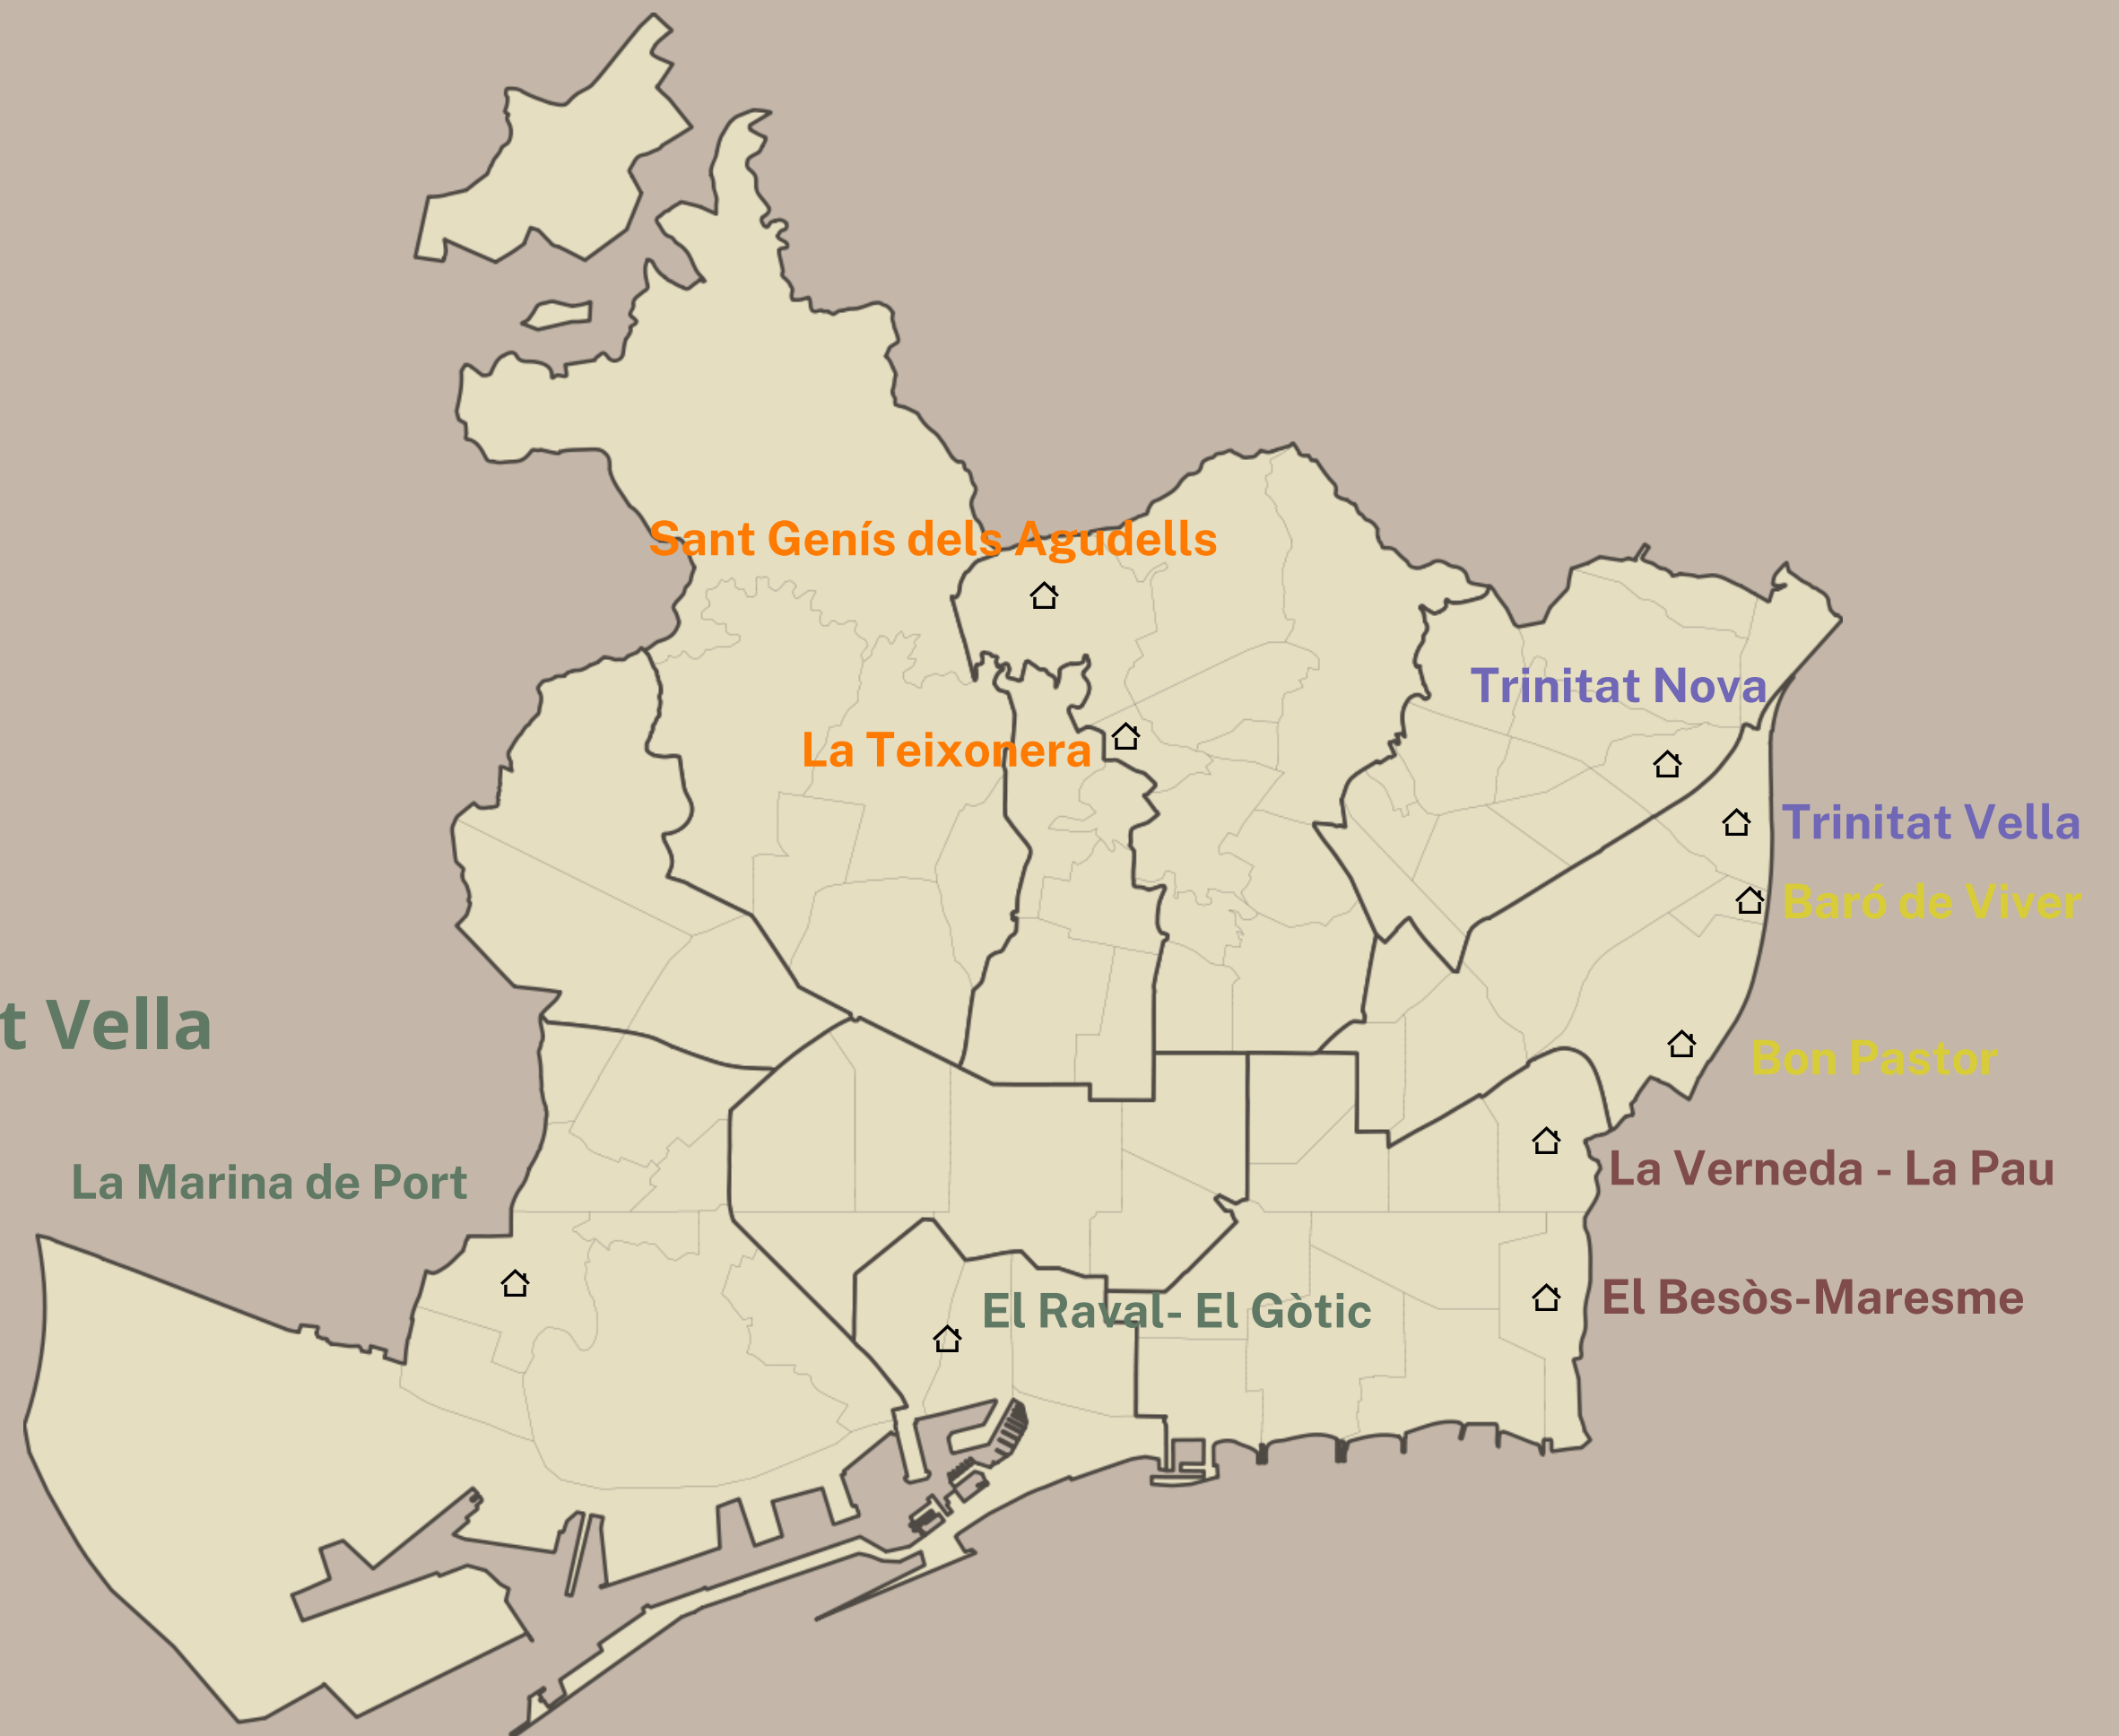 Sant Genís dels Agudells
Trinitat Nova
La Teixonera
Trinitat Vella
Baró de Viver
t Vella
Bon Pastor
La Marina de Port
La Verneda - La Pau
El Besòs-Maresme
El Raval- El Gòtic